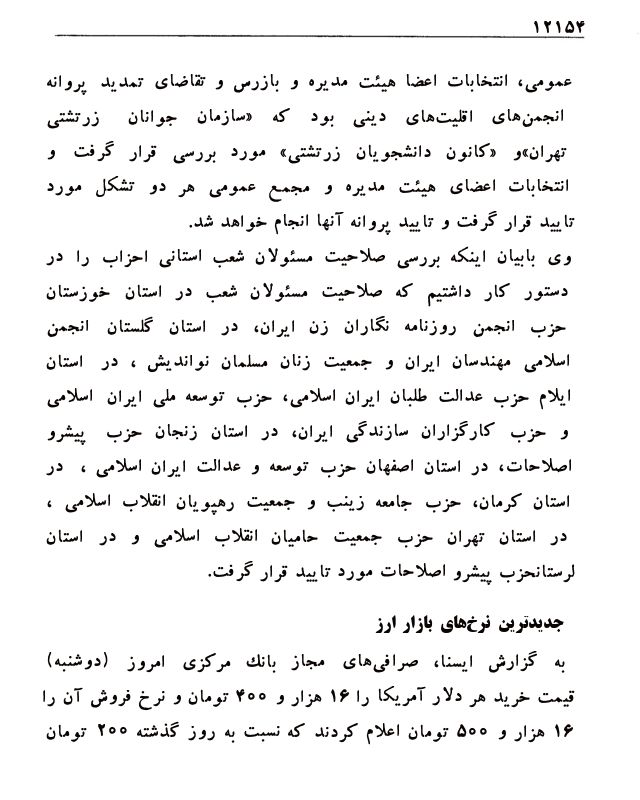 ۱۲۱۵۴
عمومی، انتخابات اعضا هیئت مدیره و بازرس و تقاضای تمدید پروانه
انجمن‌های اقلیت‌های دینی بود که «سازمان جوانان زرتشتی
تهران»و «کانون دانشجویان زرتشتی» مورد بررسی قرار گرفت و
انتخابات اعضای هیئت مدیره و مجمع عمومی هر دو تشکل مورد
تایید قرار گرفت و تایید پروانه آنها انجام خواهد شد.
وی بابیان اینکه بررسی صلاحیت مسئولان شعب استانی احزاب را در
دستور کار داشتیم که صلاحیت مسئولان شعب در استان خوزستان
حزب انجمن روزنامه نگاران زن ایران، در استان گلستان انجمن
اسلامی مهندسان ایران و جمعیت زنان مسلمان نواندیش ، در استان
ایلام حزب عدالت طلبان ایران اسلامی، حزب توسعه ملی ایران اسلامی
و حزب کارگزاران سازندگی ایران، در استان زنجان حزب پیشرو
اصلاحات، در استان اصفهان حزب توسعه و عدالت ایران اسلامی ، در
استان کرمان، حزب جامعه زینب و جمعیت رهپویان انقلاب اسلامی ،
در استان تهران حزب جمعیت حامیان انقلاب اسلامی و در استان
لرستانحزب پیشرو اصلاحات مورد تایید قرار گرفت.
جدیدترین نرخ‌های بازار ارز
به گزارش ایسنا، صرافی‌های مجاز بانک مرکزی امروز (دوشنبه)
قیمت خرید هر دلار آمریکا را ۱۶ هزار و ۴۰۰ تومان و نرخ فروش آن را
۱۶ هزار و ۵۰۰ تومان اعلام کردند که نسبت به روز گذشته ۲۰۰ تومان